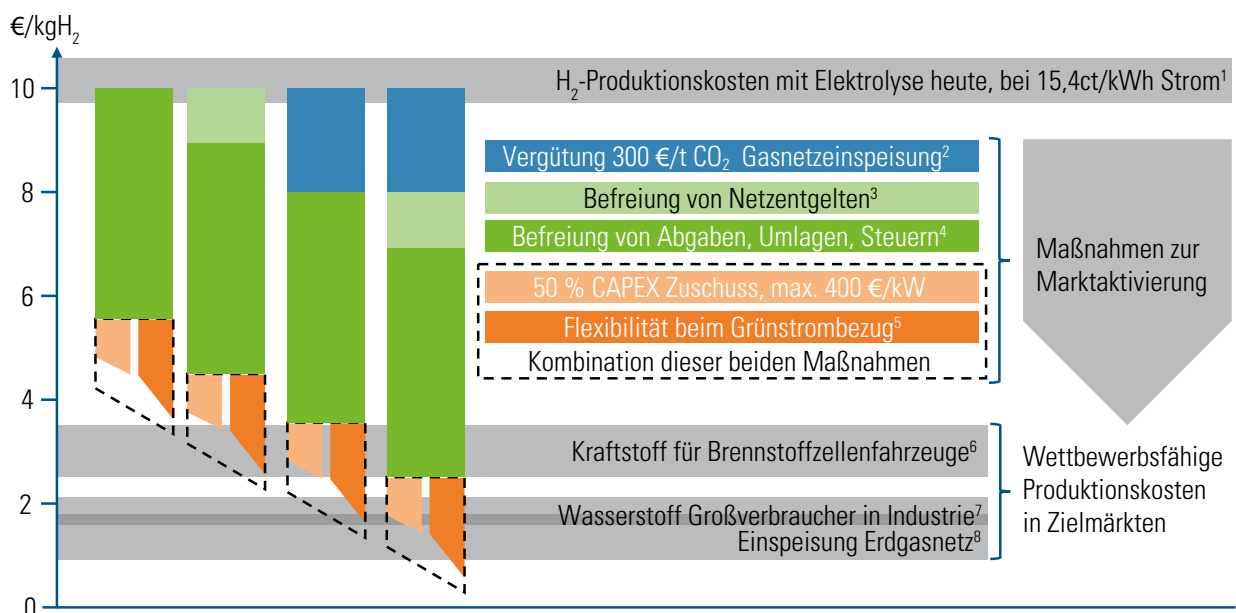 €/kgH₂
10
8
6
4
2
0
H₂-Produktionskosten mit Elektrolyse heute, bei 15,4ct/kWh Strom¹
Vergütung 300 €/t CO₂ Gasnetzeinspeisung²
Befreiung von Netzentgelten³
Befreiung von Abgaben, Umlagen, Steuern⁴
50 % CAPEX Zuschuss, max. 400 €/kW
Flexibilität beim Grünstrombezug⁵
Kombination dieser beiden Maßnahmen
Maßnahmen zur
Marktaktivierung
Kraftstoff für Brennstoffzellenfahrzeuge⁶
Wasserstoff Großverbraucher in Industrie⁷
Einspeisung Erdgasnetz⁸
Wettbewerbsfähige
Produktionskosten
in Zielmärkten